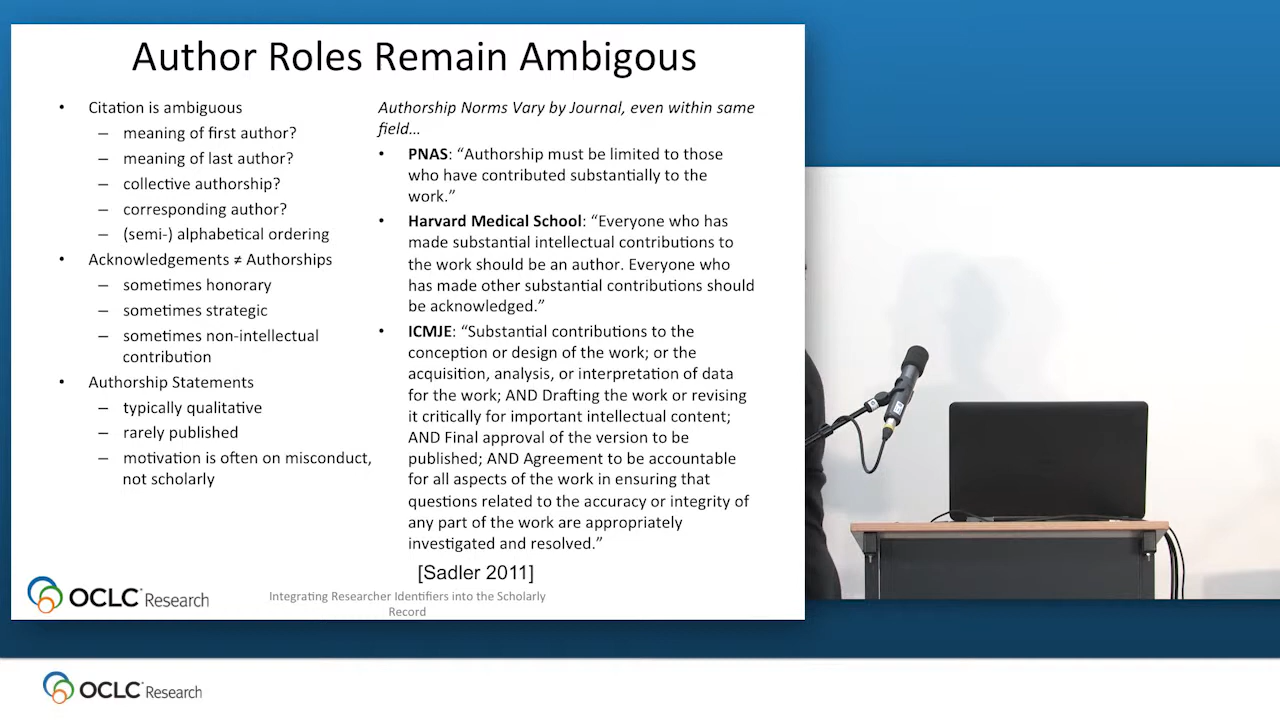 Author Roles Remain Ambigous
• Citation is ambiguous
– meaning of first author?
– meaning of last author?
– collective authorship?
– corresponding author?
– (semi-) alphabetical ordering
• Acknowledgements ≠ Authorships
– sometimes honorary
– sometimes strategic
– sometimes non-intellectual
contribution
• Authorship Statements
– typically qualitative
– rarely published
– motivation is often on misconduct,
not scholarly
Authorship Norms Vary by Journal, even within same
field…
• PNAS: “Authorship must be limited to those
who have contributed substantially to the
work.”
• Harvard Medical School: “Everyone who has
made substantial intellectual contributions to
the work should be an author. Everyone who
has made other substantial contributions should
be acknowledged.”
• ICMJE: “Substantial contributions to the
conception or design of the work; or the
acquisition, analysis, or interpretation of data
for the work; AND Drafting the work or revising
it critically for important intellectual content;
AND Final approval of the version to be
published; AND Agreement to be accountable
for all aspects of the work in ensuring that
questions related to the accuracy or integrity of
any part of the work are appropriately
investigated and resolved.”
[Sadler 2011]
OCLC Research
Integrating Researcher Identifiers into the Scholarly
Record
OCLC Research